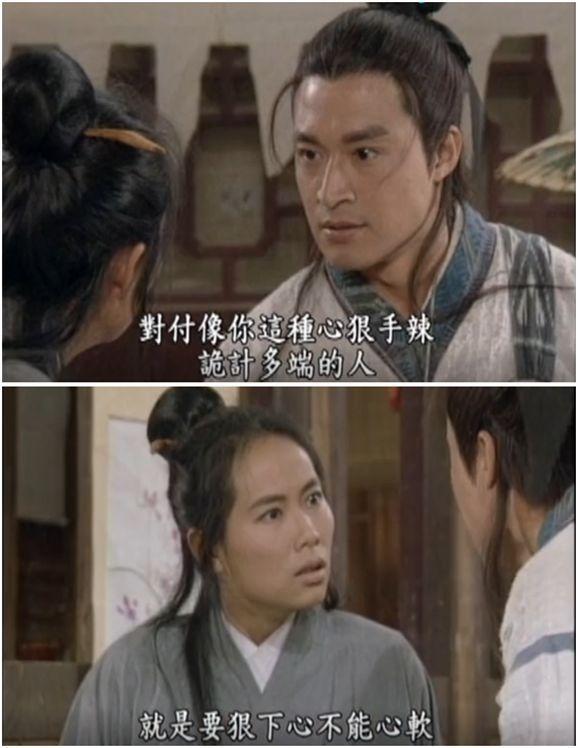 對付像你這種心狠手辣
詭計多端的人
就是要狠下心不能心軟